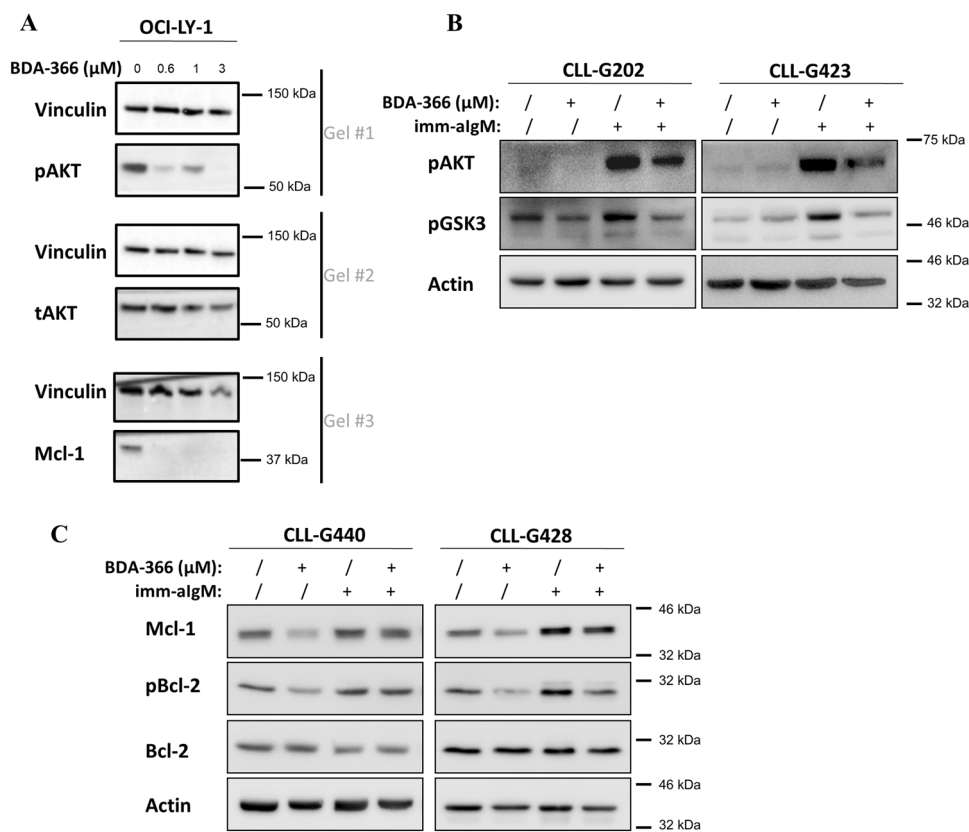 A
OCI-LY-1
BDA-366 (µM) 0 0.6 1 3
Vinculin 150 kDa
Gel #1
pAKT
50 kDa
Vinculin 150 kDa
Gel #2
tAKT
50 kDa
Vinculin 150 kDa
Gel #3
Mcl-1
37 kDa
B
CLL-G202 CLL-G423
BDA-366 (µM): / + / + / + / +
imm-aIgM: / / + + / / + +
75 kDa
pAKT
pGSK3 46 kDa
46 kDa
Actin
32 kDa
C
CLL-G440 CLL-G428
BDA-366 (µM): / + / + / + / +
imm-aIgM: / / + + / / + +
46 kDa
Mcl-1
32 kDa
32 kDa
pBcl-2
32 kDa
Bcl-2
46 kDa
Actin
32 kDa